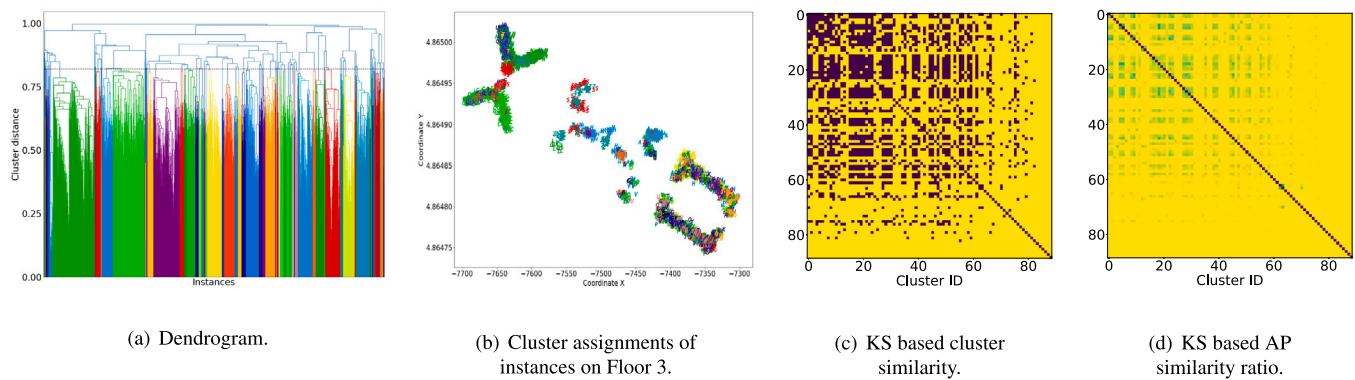 1.00
0.75
0.50
0.25
0.00
Cluster distance
Instances
4.86500
4.86495
4.86490
4.86485
4.86480
4.86475
Coordinate Y
−7700 −7650 −7600 −7550 −7500 −7450 −7400 −7350 −7300
Coordinate X
0
20
40
60
80
0 20 40 60 80
Cluster ID
0
20
40
60
80
0 20 40 60 80
Cluster ID
(a) Dendrogram.
(b) Cluster assignments of
instances on Floor 3.
(c) KS based cluster
similarity.
(d) KS based AP
similarity ratio.